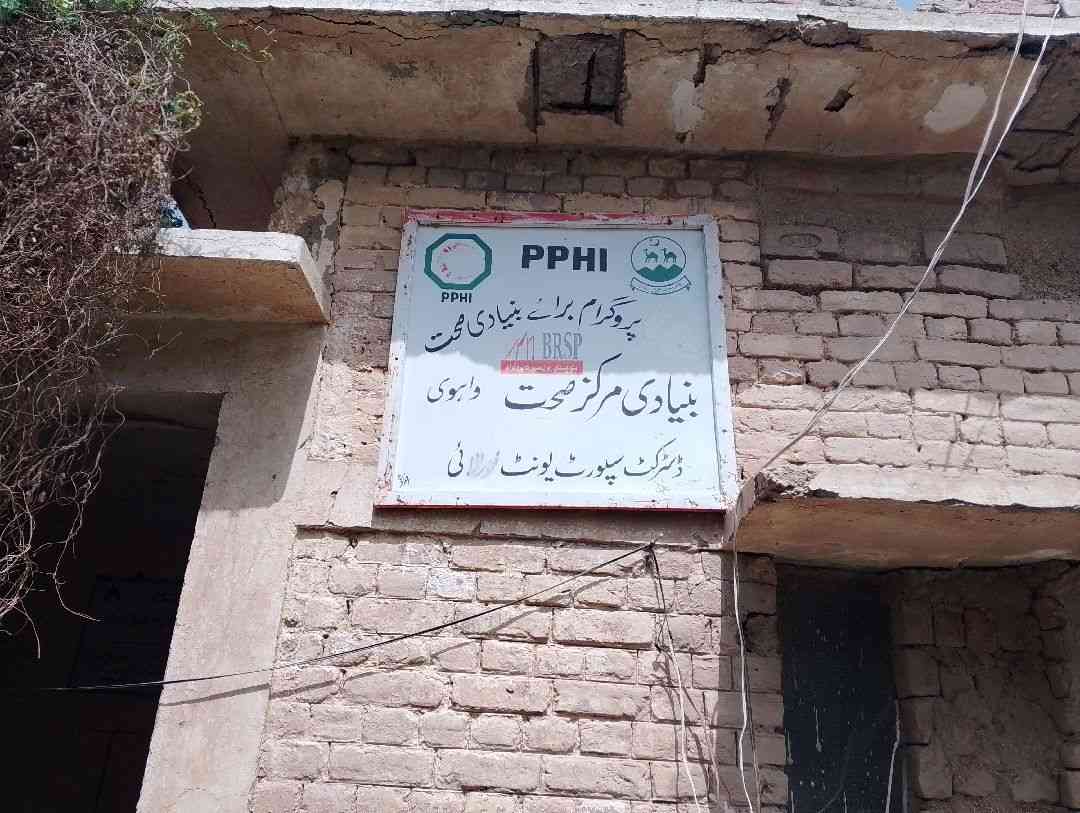 PPHI
PPHI
پروگرام برائے بنیادی صحت
BRSP
بنیادی مرکز صحت واہوی
ڈسٹرکٹ سپورٹ یونٹ لورالائی